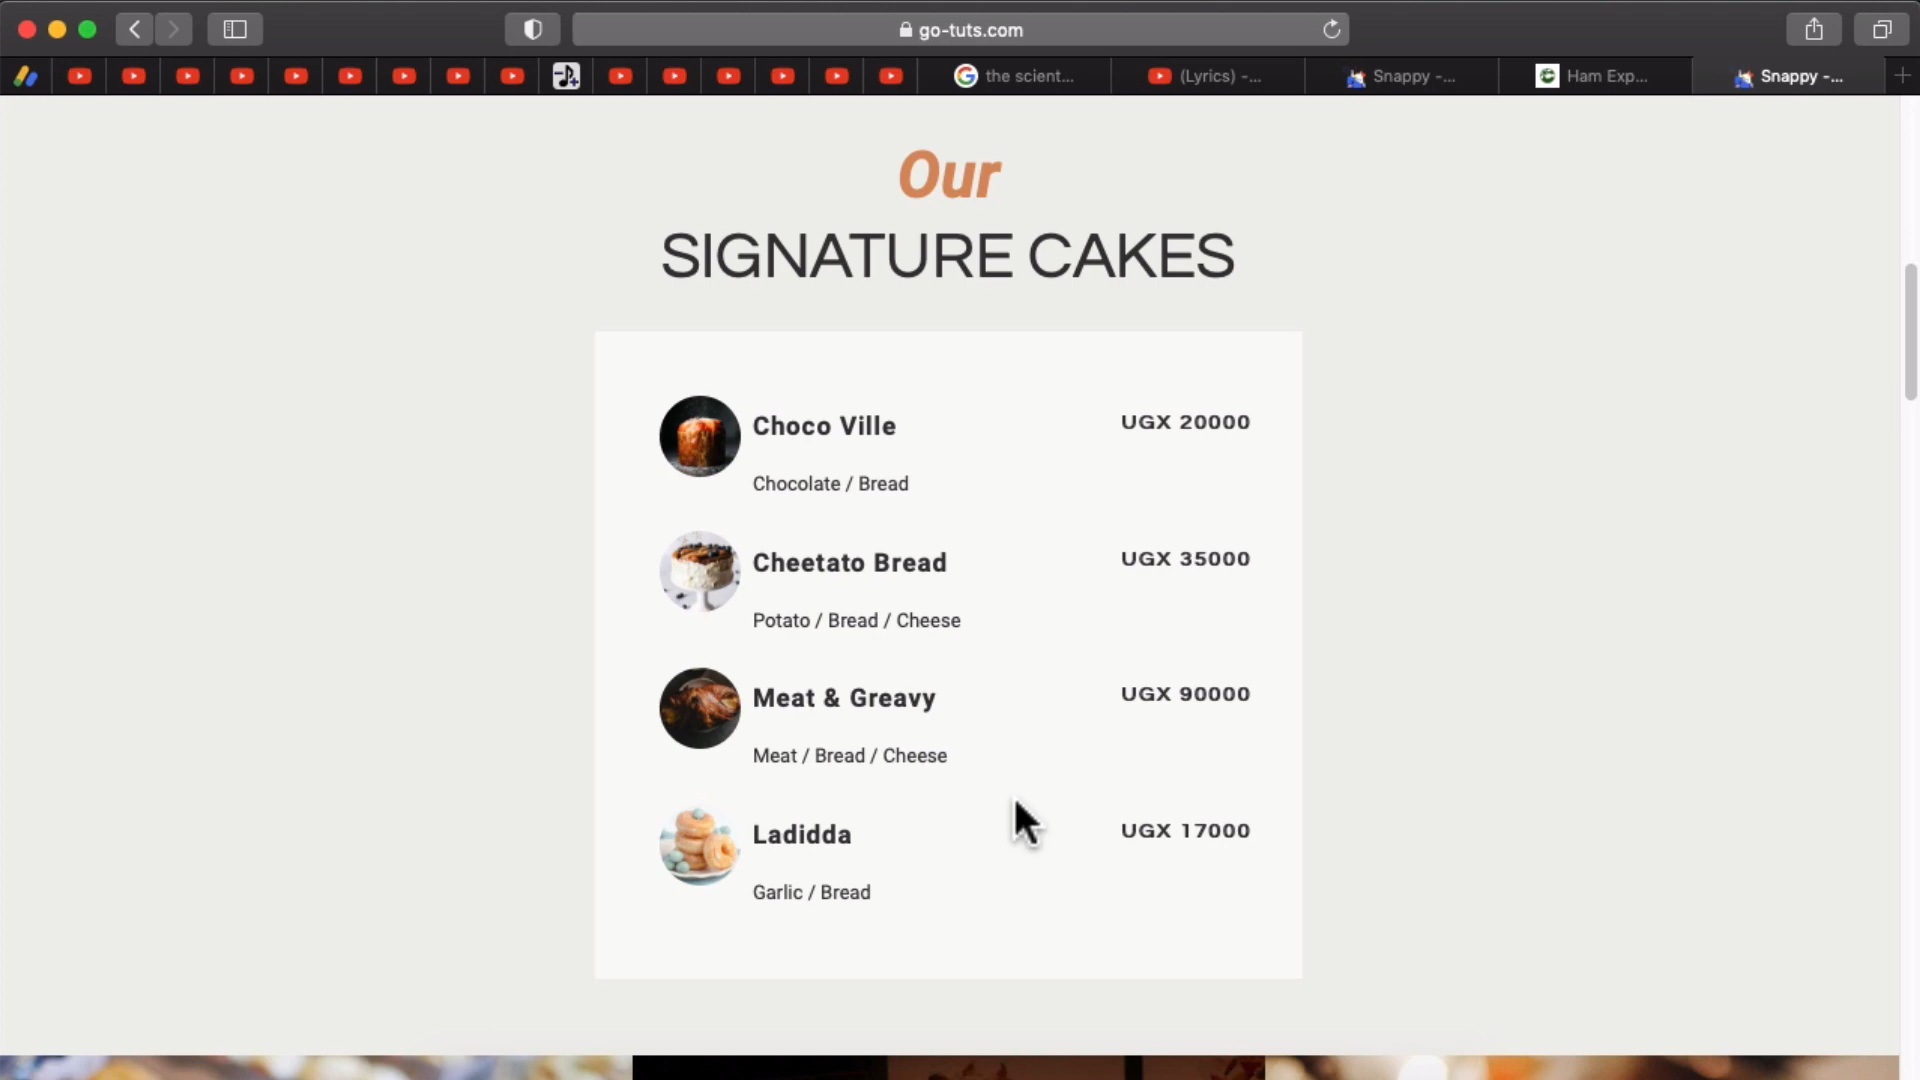 go-tuts.com
the scient...
(Lyrics) -...
Snappy -...
Ham Exp...
Snappy -...
Our
SIGNATURE CAKES
Choco Ville
UGX 20000
Chocolate / Bread
Cheetato Bread
UGX 35000
Potato / Bread / Cheese
Meat & Greavy
UGX 90000
Meat / Bread / Cheese
Ladidda
UGX 17000
Garlic / Bread